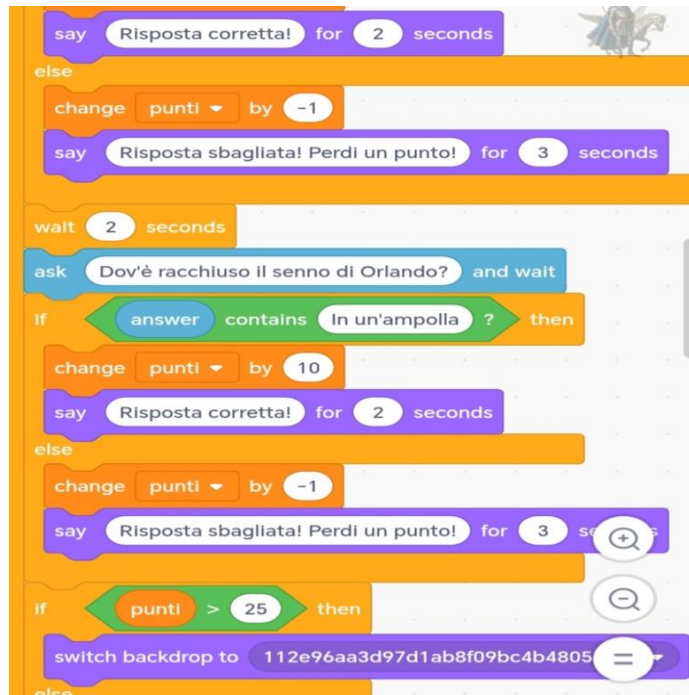 say Risposta corretta! for 2 seconds
else
change punti by -1
say Risposta sbagliata! Perdi un punto! for 3 seconds
wait 2 seconds
ask Dov'è racchiuso il senno di Orlando? and wait
if answer contains In un'ampolla ? then
change punti by 10
say Risposta corretta! for 2 seconds
else
change punti by -1
say Risposta sbagliata! Perdi un punto! for 3
if punti > 25 then
switch backdrop to 112e96aa3d97d1ab8f09bc4b4805
else